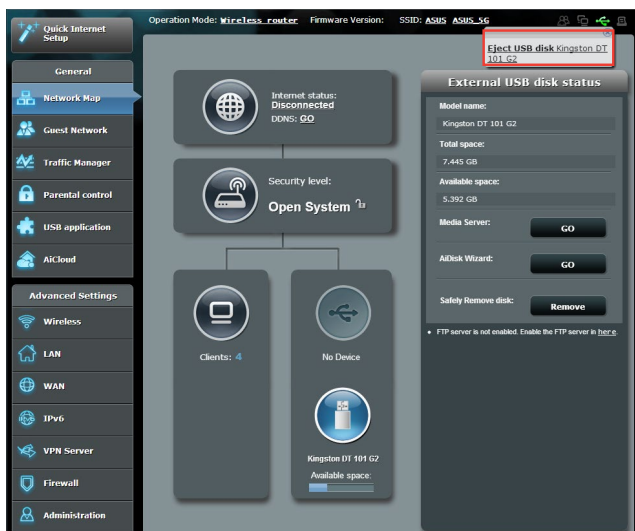 Operation Mode: Wireless router Firmware Version: SSID: ASUS ASUS_5G
Quick Internet
Setup
Eject USB disk Kingston DT
101 G2
General
Network Map
Guest Network
Traffic Manager
Parental control
USB application
AiCloud
Advanced Settings
Wireless
LAN
WAN
IPv6
VPN Server
Firewall
Administration
Internet status:
Disconnected
DDNS: GO
Security level:
Open System
Clients: 4
No Device
Kingston DT 101 G2
Available space:
External USB disk status
Model name:
Kingston DT 101 G2
Total space:
7.445 GB
Available space:
5.392 GB
Media Server: GO
AiDisk Wizard: GO
Safely Remove disk: Remove
• FTP server is not enabled. Enable the FTP server in here.